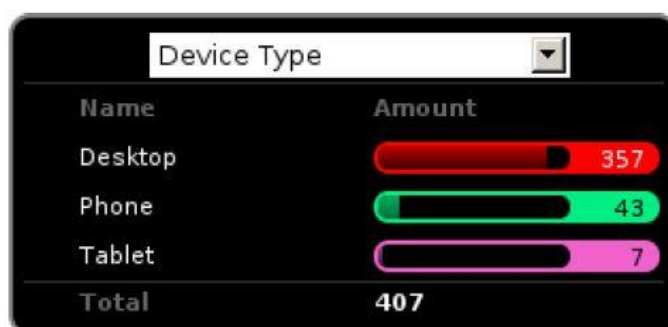 Device Type
Name Amount
Desktop 357
Phone 43
Tablet 7
Total 407